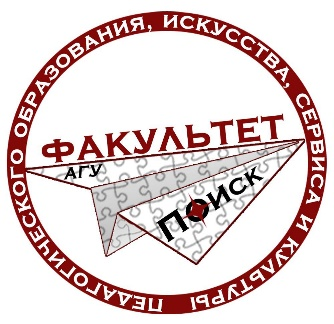 ПЕДАГОГИЧЕСКОГО ОБРАЗОВАНИЯ, ИСКУССТВА, СЕРВИСА И КУЛЬТУРЫ
ФАКУЛЬТЕТ
АГУ
ПОИСК